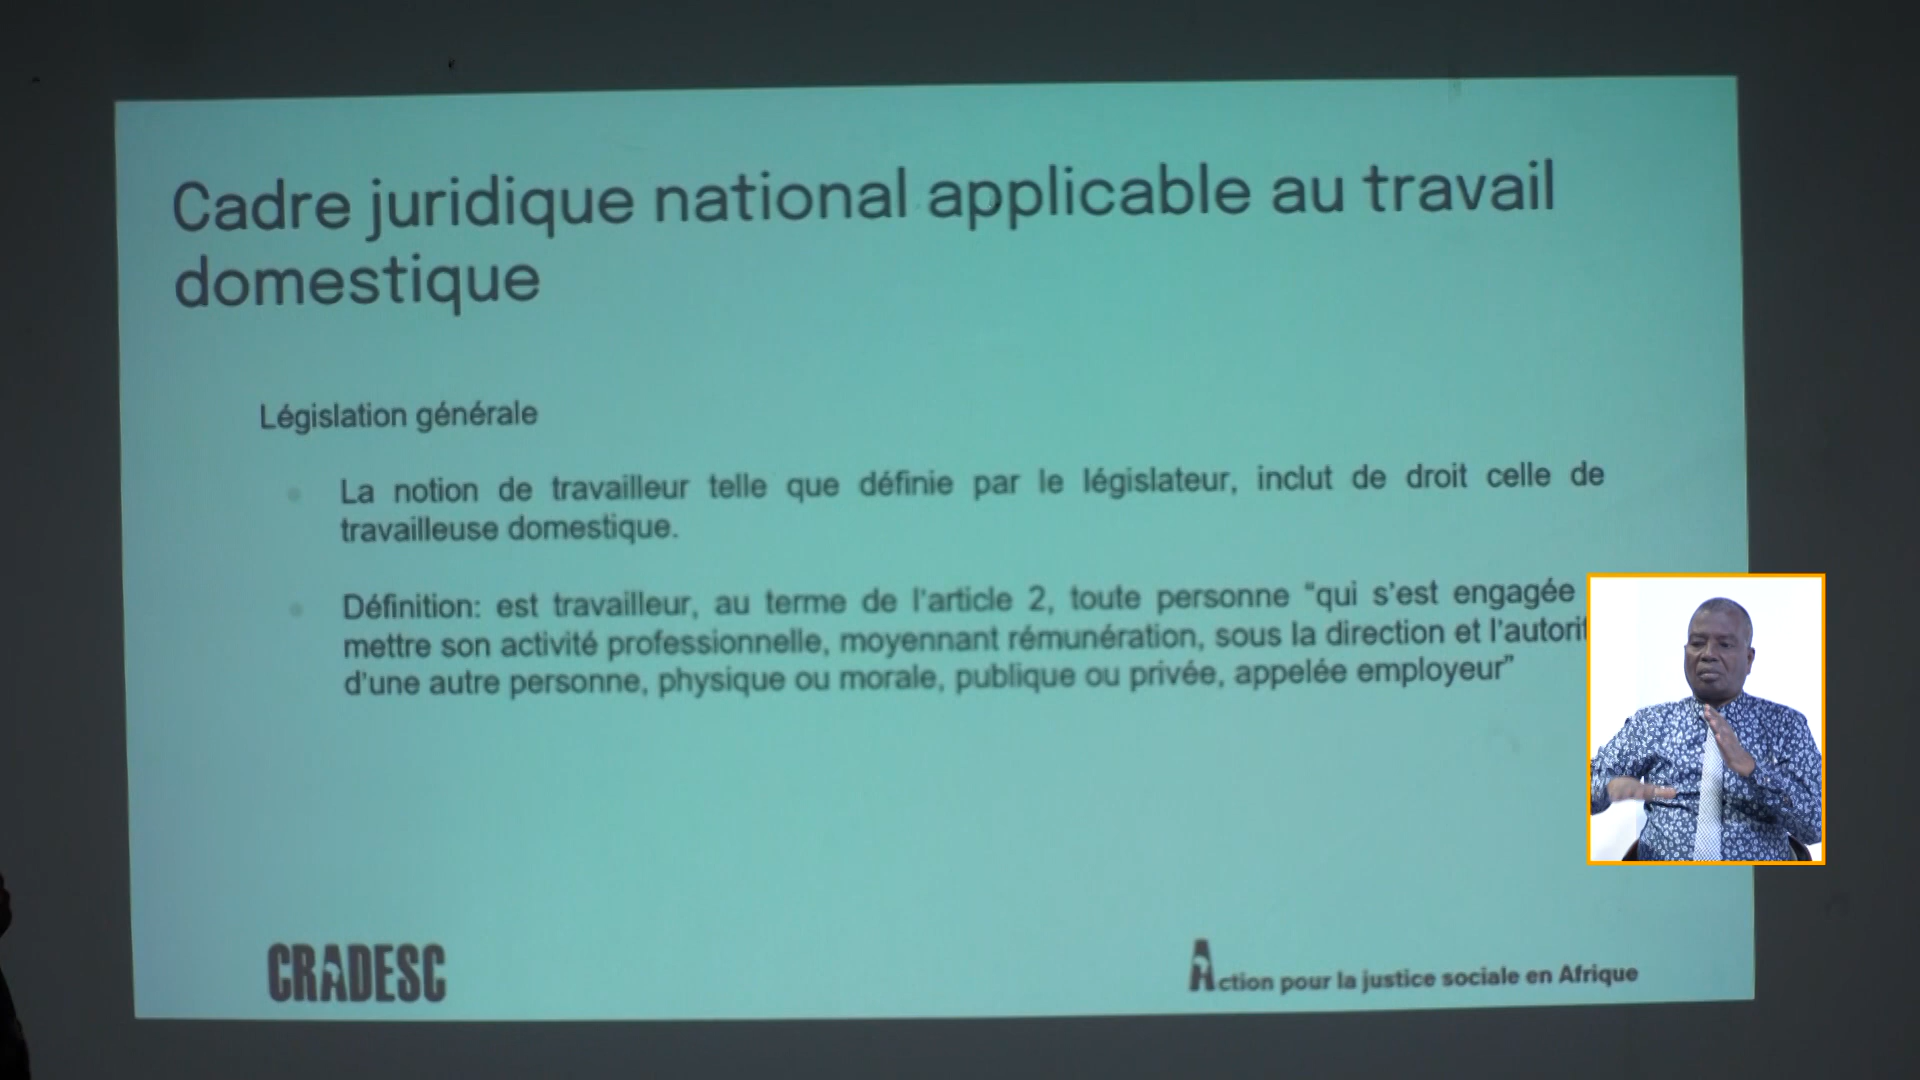 Cadre juridique national applicable au travail
domestique
Législation générale
La notion de travailleur telle que définie par le législateur, inclut de droit celle de
travailleuse domestique.
Définition: est travailleur, au terme de l'article 2, toute personne “qui s'est engagée
mettre son activité professionnelle, moyennant rémunération, sous la direction et l'autorit
d'une autre personne, physique ou morale, publique ou privée, appelée employeur”
CRADESC
Action pour la justice sociale en Afrique